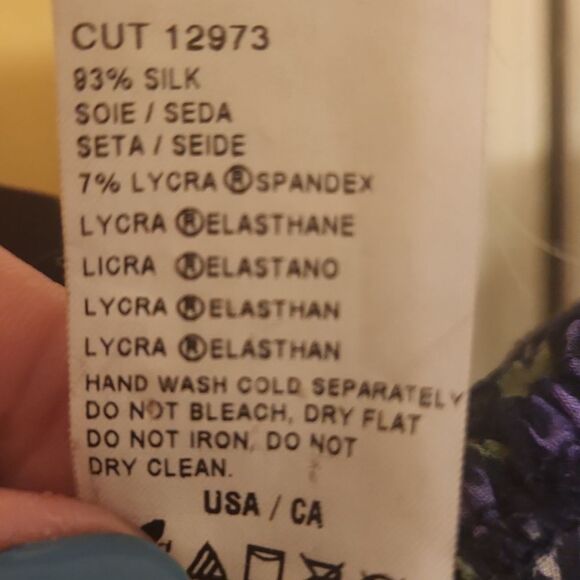 CUT 12973
93% SILK
SOIE / SEDA
SETA / SEIDE
7% LYCRA ® SPANDEX
LYCRA ® ELASTHANE
LICRA ® ELASTANO
LYCRA ® ELASTHAN
LYCRA ® ELASTHAN
HAND WASH COLD SEPARATELY
DO NOT BLEACH, DRY FLAT
DO NOT IRON, DO NOT
DRY CLEAN.
USA / CA